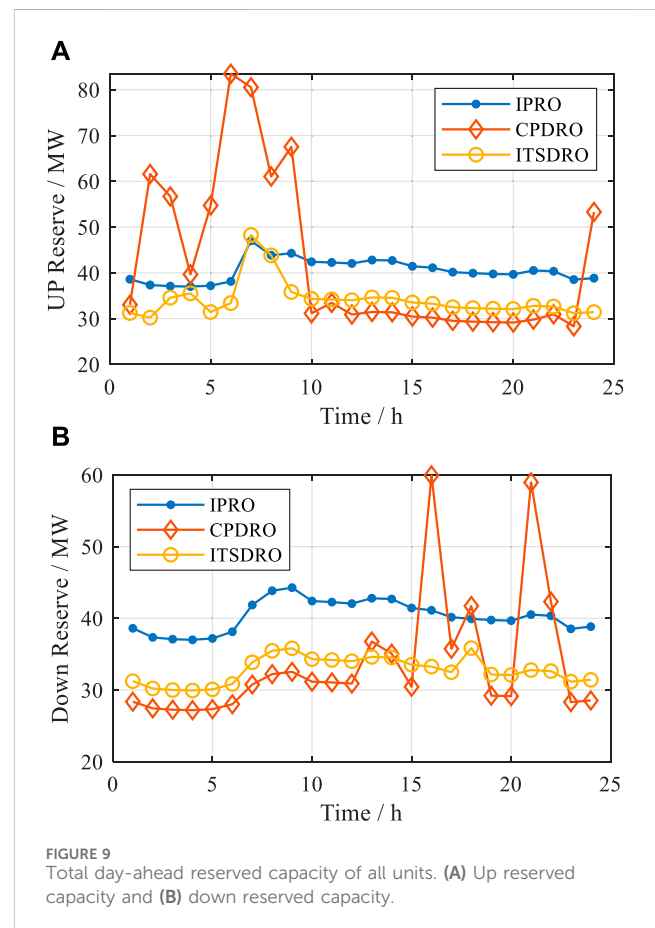 A
80
70
60
50
40
30
20
UP Reserve / MW
IPRO
CPDRO
ITSDRO
0 5 10 15 20 25
Time / h
B
60
50
40
30
20
Down Reserve / MW
IPRO
CPDRO
ITSDRO
0 5 10 15 20 25
Time / h
FIGURE 9
Total day-ahead reserved capacity of all units. (A) Up reserved
capacity and (B) down reserved capacity.